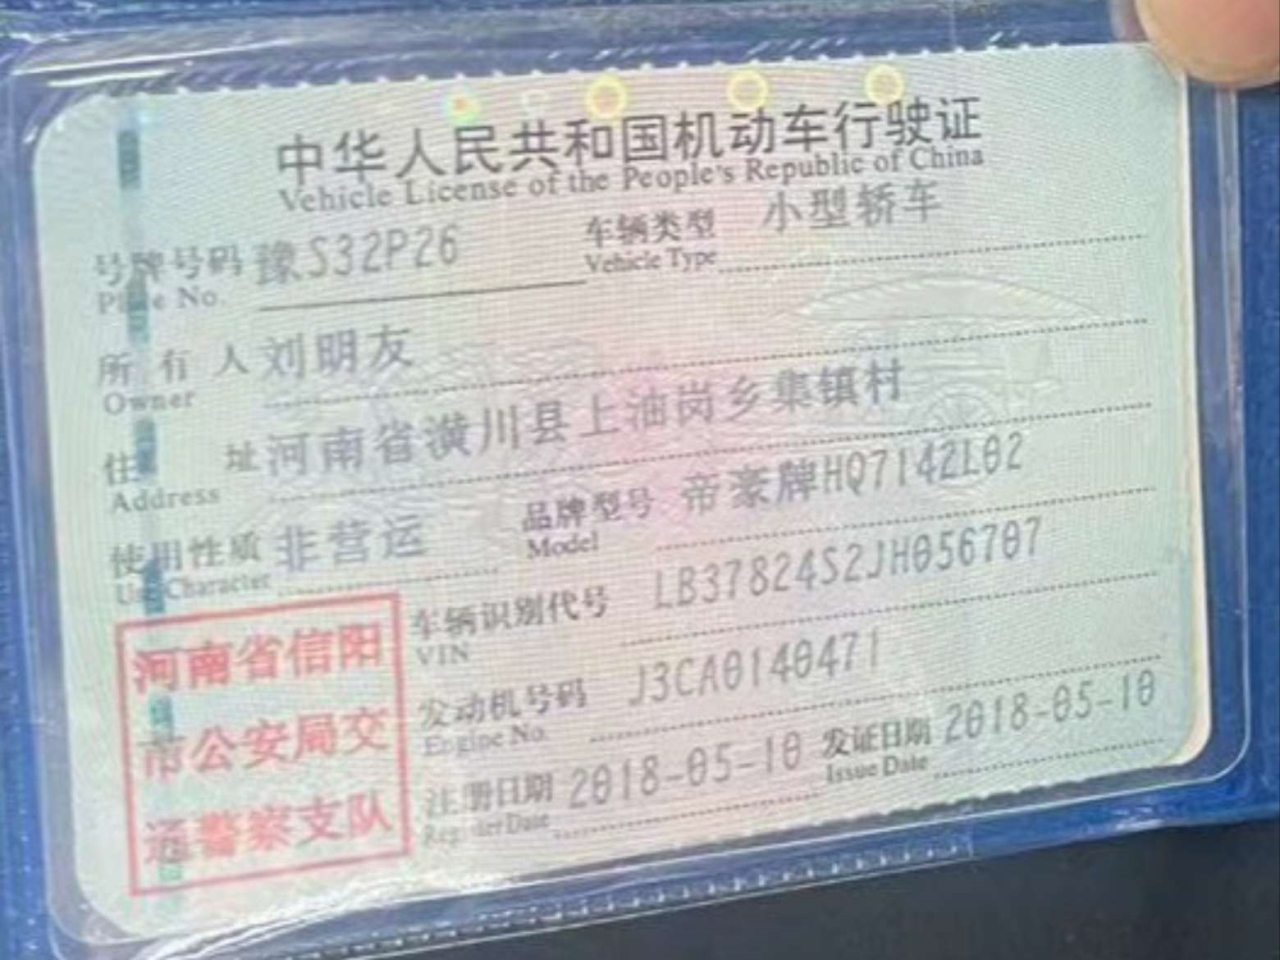 中华人民共和国机动车行驶证
Vehicle License of the People's Republic of China
号牌号码 豫S32P26 车辆类型 小型轿车
Plate No. Vehicle Type
所有人 刘明友
Owner
住址 河南省潢川县上油岗乡集镇村
Address
使用性质 非营运 品牌型号 帝豪牌HQ7142L02
Use Character Model
车辆识别代号 LB37824S2JH056707
VIN
发动机号码 J3CA0140471
Engine No.
注册日期 2018-05-10 发证日期 2018-05-10
Register Date Issue Date
河南省信阳
市公安局交
通警察支队